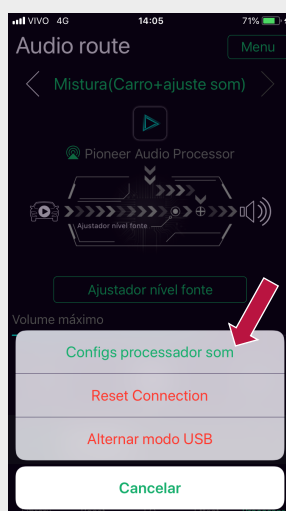 VIVO 4G 14:05 71%
Audio route Menu
Mistura(Carro+ajuste som)
Pioneer Audio Processor
Ajustador nível fonte
Ajustador nível fonte
Volume máximo
Configs processador som
Reset Connection
Alternar modo USB
Cancelar